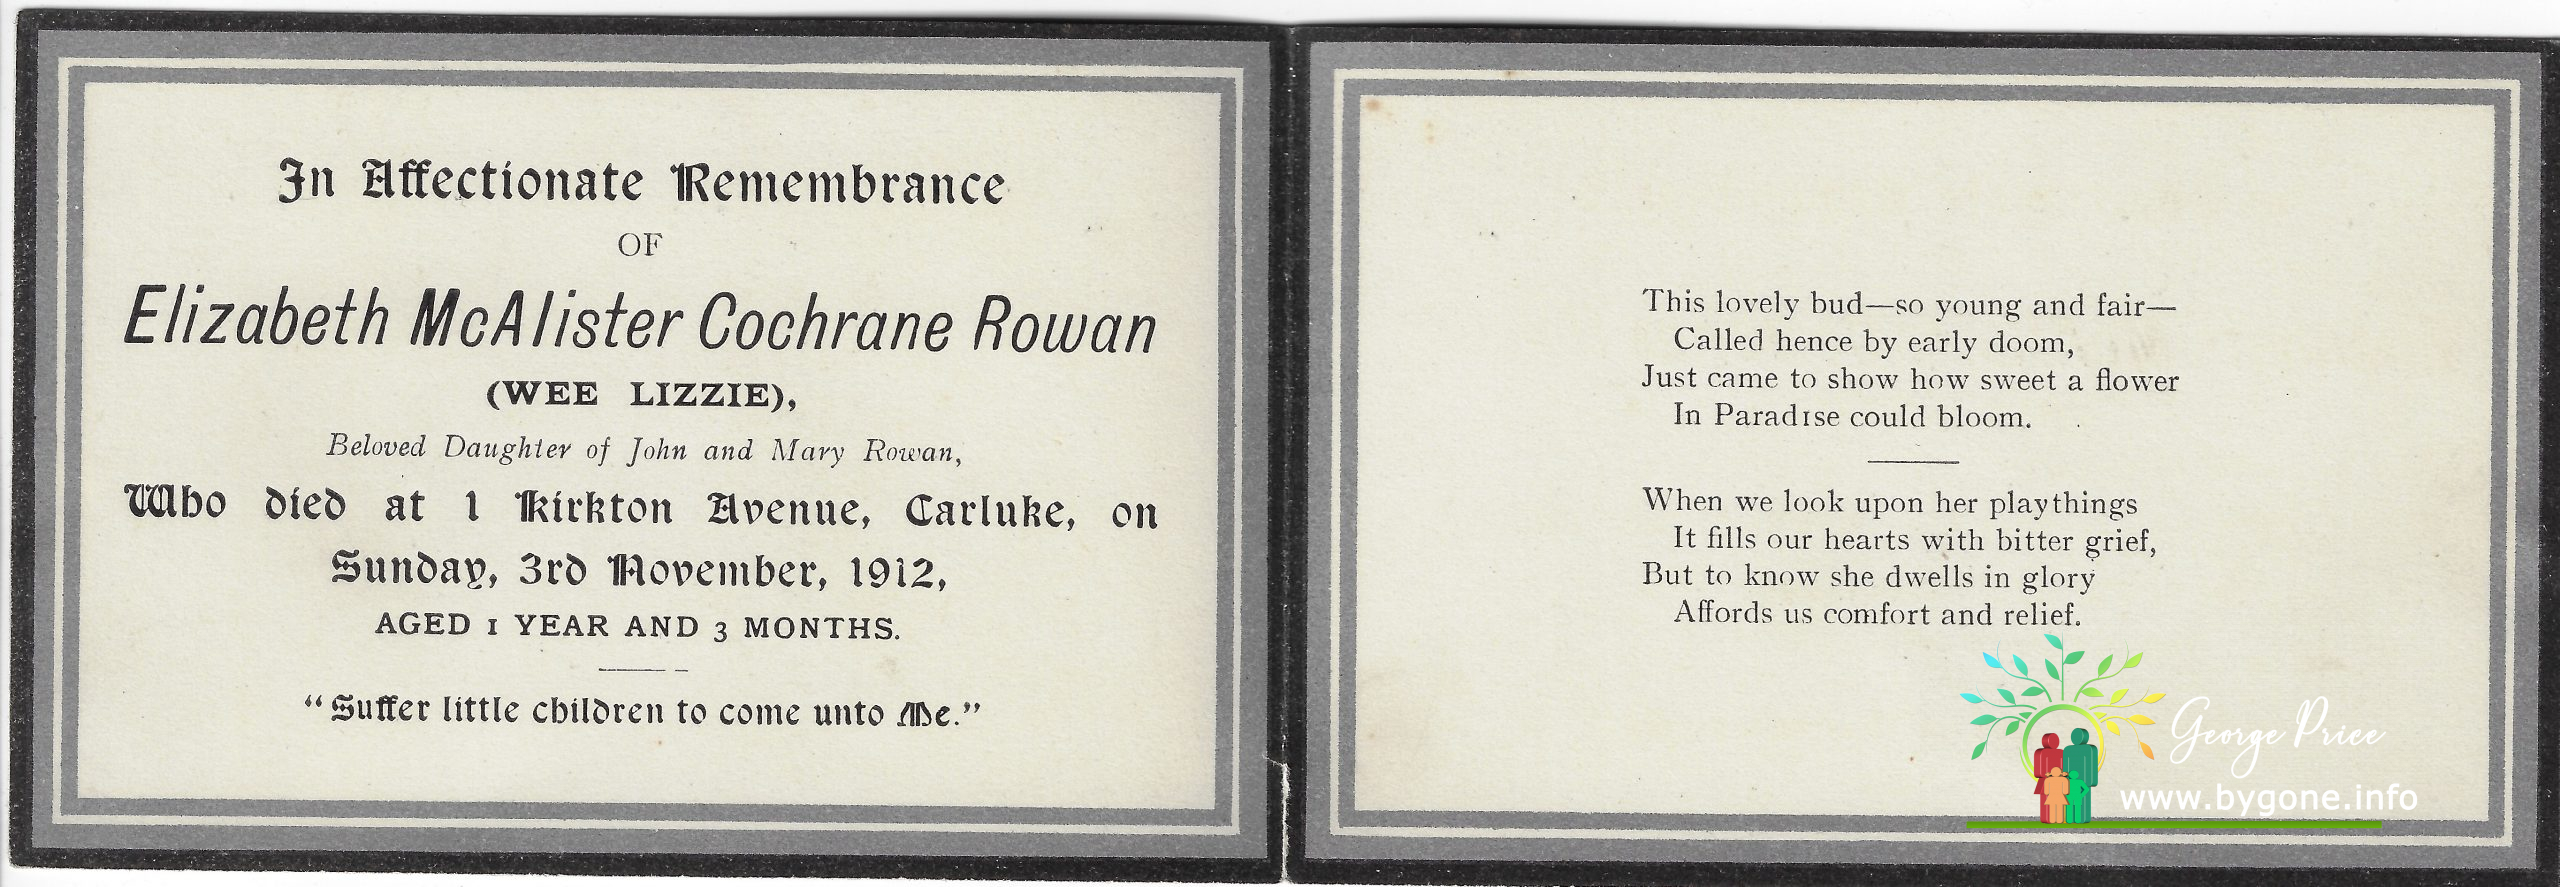 In Affectionate Remembrance
OF
Elizabeth McAlister Cochrane Rowan
(WEE LIZZIE),
Beloved Daughter of John and Mary Rowan,
Who died at 1 Kirkton Avenue, Carluke, on
Sunday, 3rd November, 1912,
AGED 1 YEAR AND 3 MONTHS.
“Suffer little children to come unto Me.”
This lovely bud—so young and fair—
Called hence by early doom,
Just came to show how sweet a flower
In Paradise could bloom.
When we look upon her playthings
It fills our hearts with bitter grief,
But to know she dwells in glory
Affords us comfort and relief.
George Price
www.bygone.info